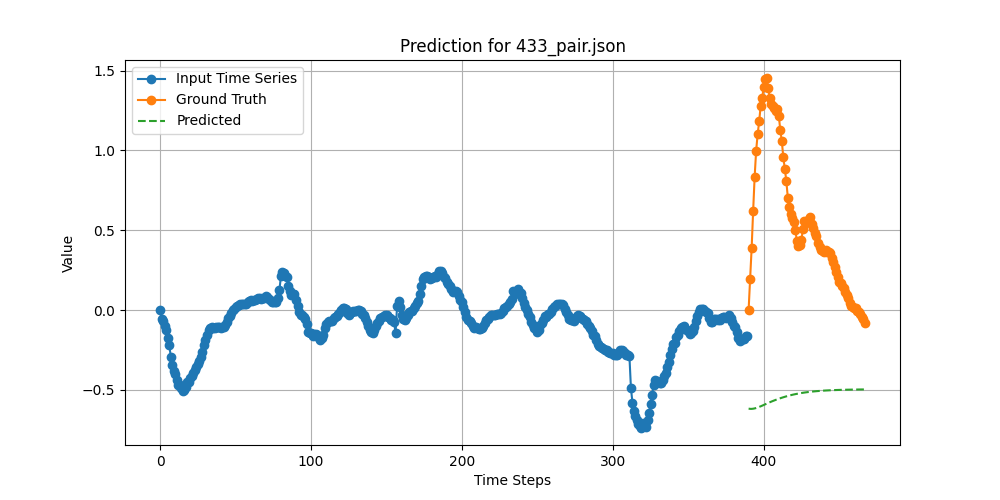 Prediction for 433_pair.json
Input Time Series
Ground Truth
Predicted
1.5
1.0
0.5
0.0
−0.5
Value
0
100
200
300
400
Time Steps